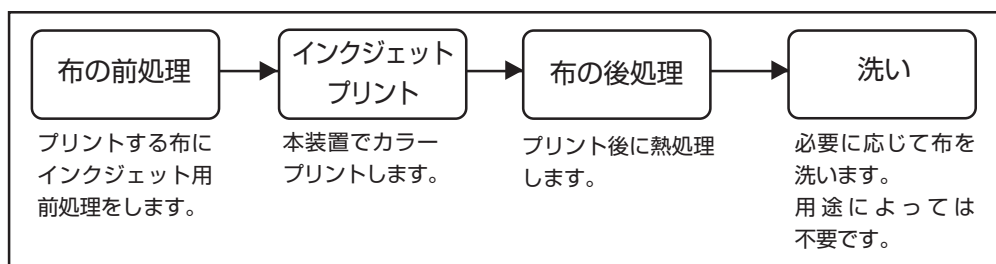 布の前処理
プリントする布に
インクジェット用
前処理をします。
インクジェット
プリント
本装置でカラー
プリントします。
布の後処理
プリント後に熱処理
します。
洗い
必要に応じて布を
洗います。
用途によっては
不要です。